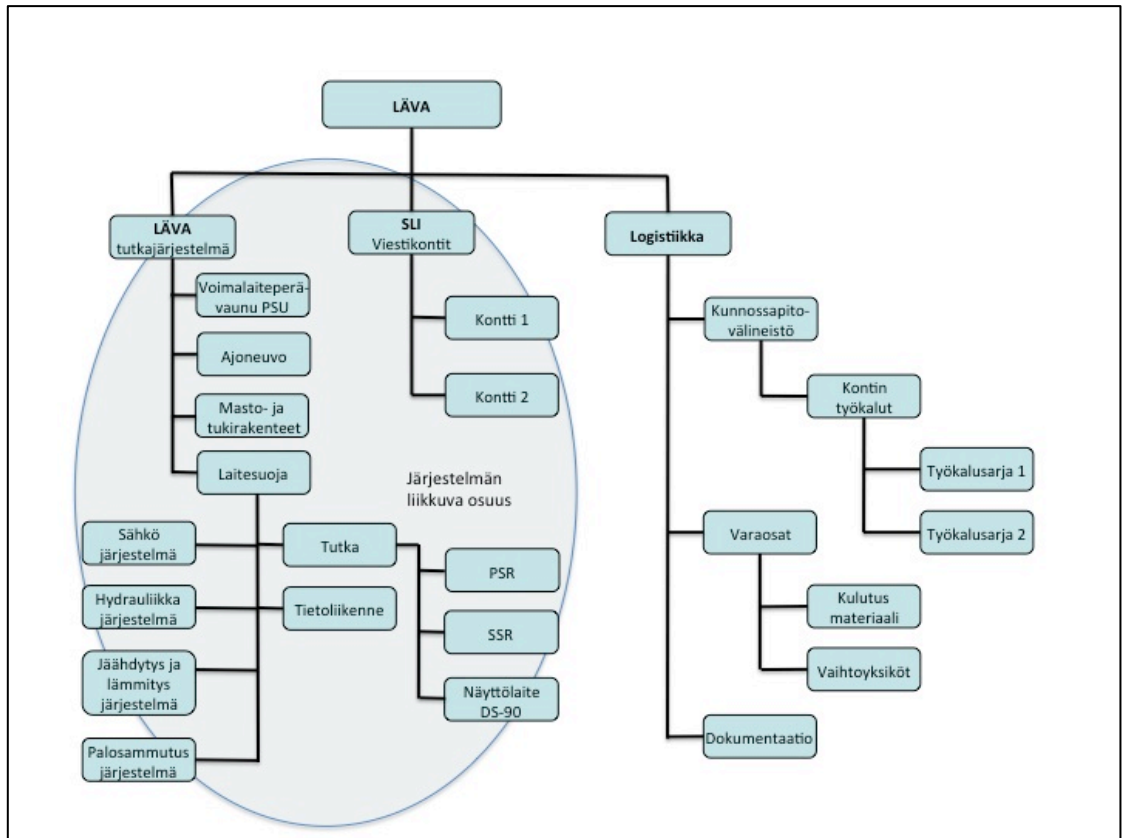 LÄVA
LÄVA
tutkajärjestelmä
SLI
Viestikontit
Logistiikka
Voimalaiteperä-
vaunu PSU
Ajoneuvo
Masto- ja
tukirakenteet
Laitesuoja
Kontti 1
Kontti 2
Järjestelmän
liikkuva osuus
Sähkö
järjestelmä
Hydrauliikka
järjestelmä
Jäähdytys ja
lämmitys
järjestelmä
Palosammutus
järjestelmä
Tutka
Tietoliikenne
PSR
SSR
Näyttölaite
DS-90
Kunnossapito-
välineistö
Kontin
työkalut
Työkalusarja 1
Työkalusarja 2
Varaosat
Kulutus
materiaali
Vaihtoyksiköt
Dokumentaatio